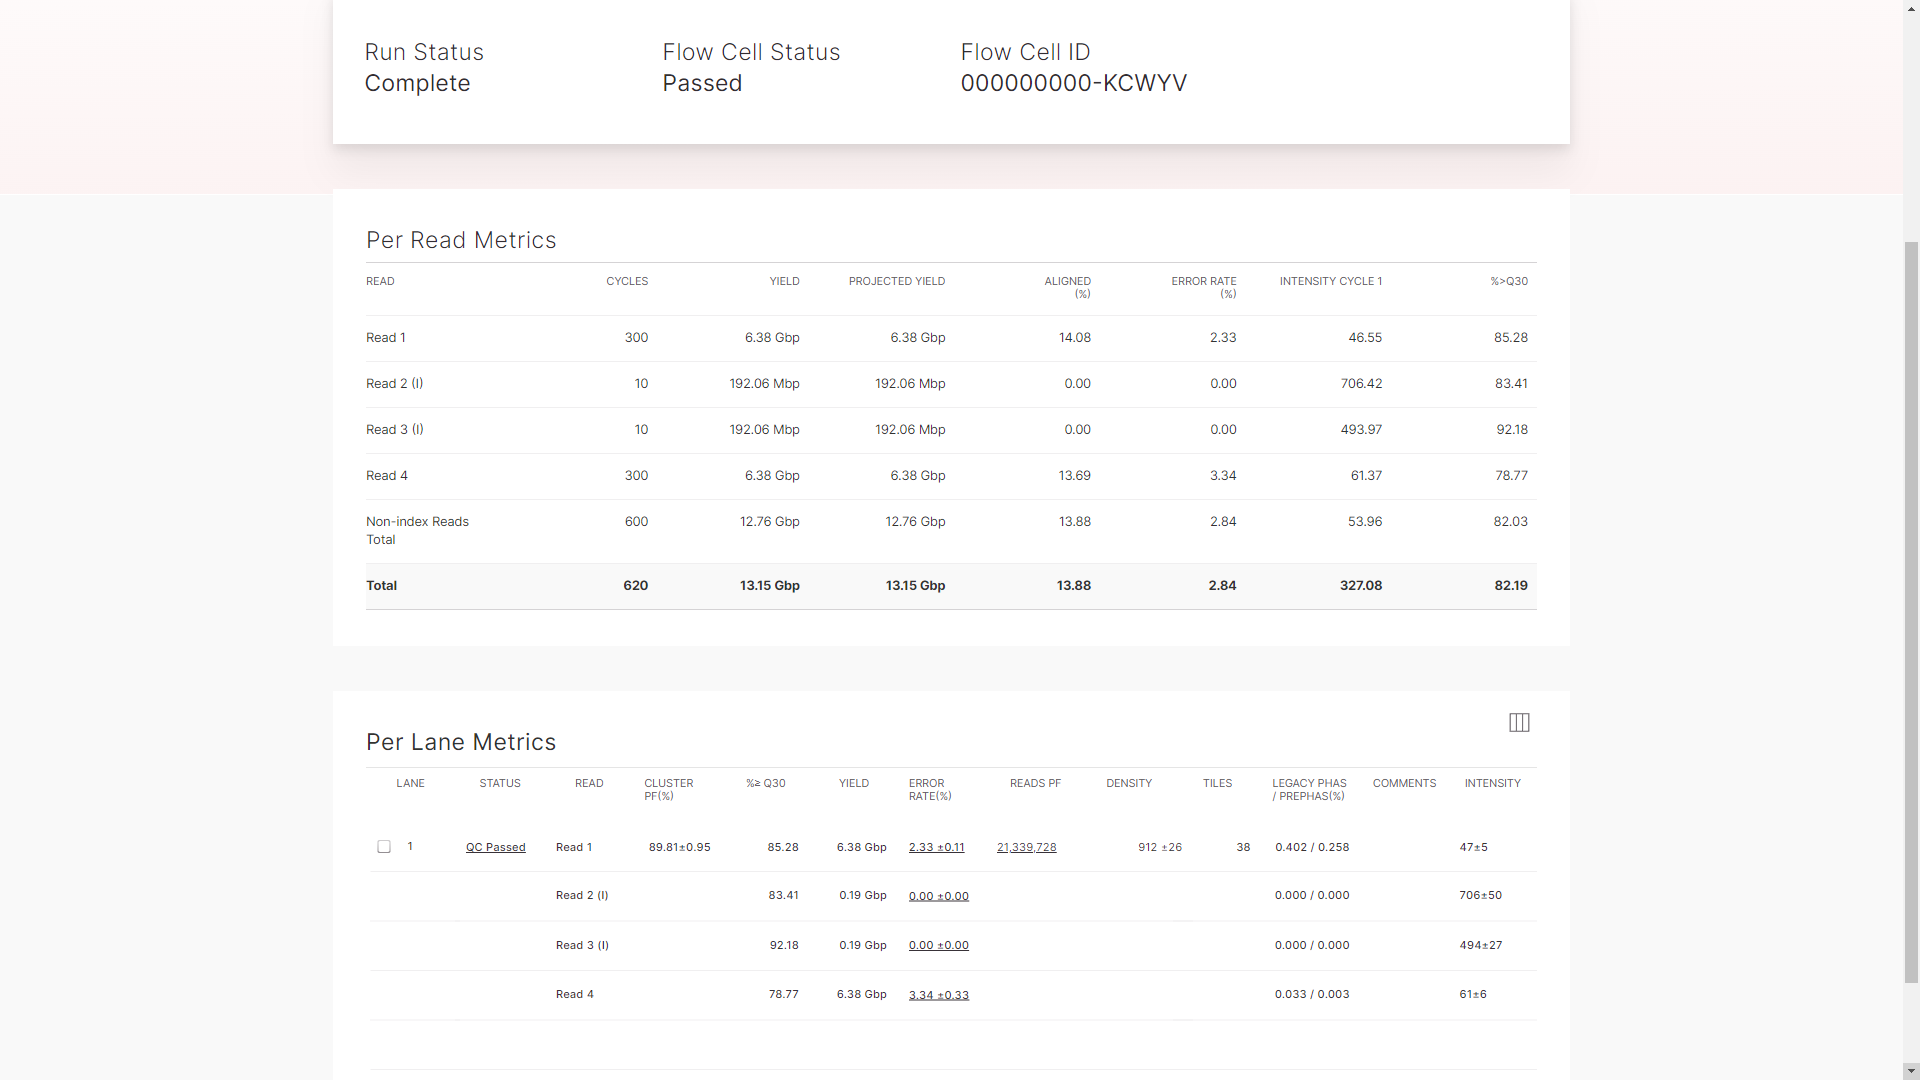 Run Status Flow Cell Status Flow Cell ID
Complete Passed 000000000-KCWYV
Per Read Metrics
READ CYCLES YIELD PROJECTED YIELD ALIGNED (%) ERROR RATE (%) INTENSITY CYCLE 1 %>Q30
Read 1 300 6.38 Gbp 6.38 Gbp 14.08 2.33 46.55 85.28
Read 2 (I) 10 192.06 Mbp 192.06 Mbp 0.00 0.00 706.42 83.41
Read 3 (I) 10 192.06 Mbp 192.06 Mbp 0.00 0.00 493.97 92.18
Read 4 300 6.38 Gbp 6.38 Gbp 13.69 3.34 61.37 78.77
Non-index Reads Total 600 12.76 Gbp 12.76 Gbp 13.88 2.84 53.96 82.03
Total 620 13.15 Gbp 13.15 Gbp 13.88 2.84 327.08 82.19
Per Lane Metrics
LANE STATUS READ CLUSTER PF(%) %≥ Q30 YIELD ERROR RATE(%) READS PF DENSITY TILES LEGACY PHAS / PREPHAS(%) COMMENTS INTENSITY
1 QC Passed Read 1 89.81±0.95 85.28 6.38 Gbp 2.33 ±0.11 21,339,728 912 ±26 38 0.402 / 0.258 47±5
Read 2 (I) 83.41 0.19 Gbp 0.00 ±0.00 0.000 / 0.000 706±50
Read 3 (I) 92.18 0.19 Gbp 0.00 ±0.00 0.000 / 0.000 494±27
Read 4 78.77 6.38 Gbp 3.34 ±0.33 0.033 / 0.003 61±6